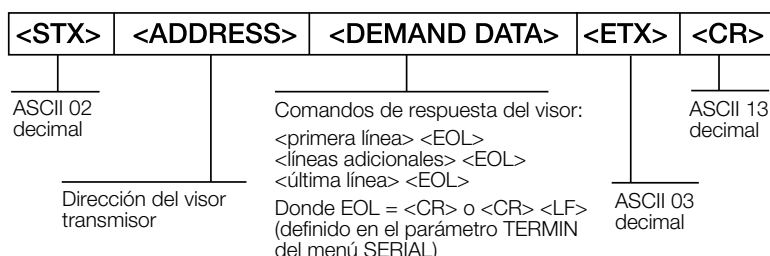 <STX> <ADDRESS> <DEMAND DATA> <ETX> <CR>
ASCII 02
decimal
Dirección del visor
transmisor
Comandos de respuesta del visor:
<primera línea> <EOL>
<líneas adicionales> <EOL>
<última línea> <EOL>
Donde EOL = <CR> o <CR> <LF>
(definido en el parámetro TERMIN
del menú SERIAL)
ASCII 03
decimal
ASCII 13
decimal